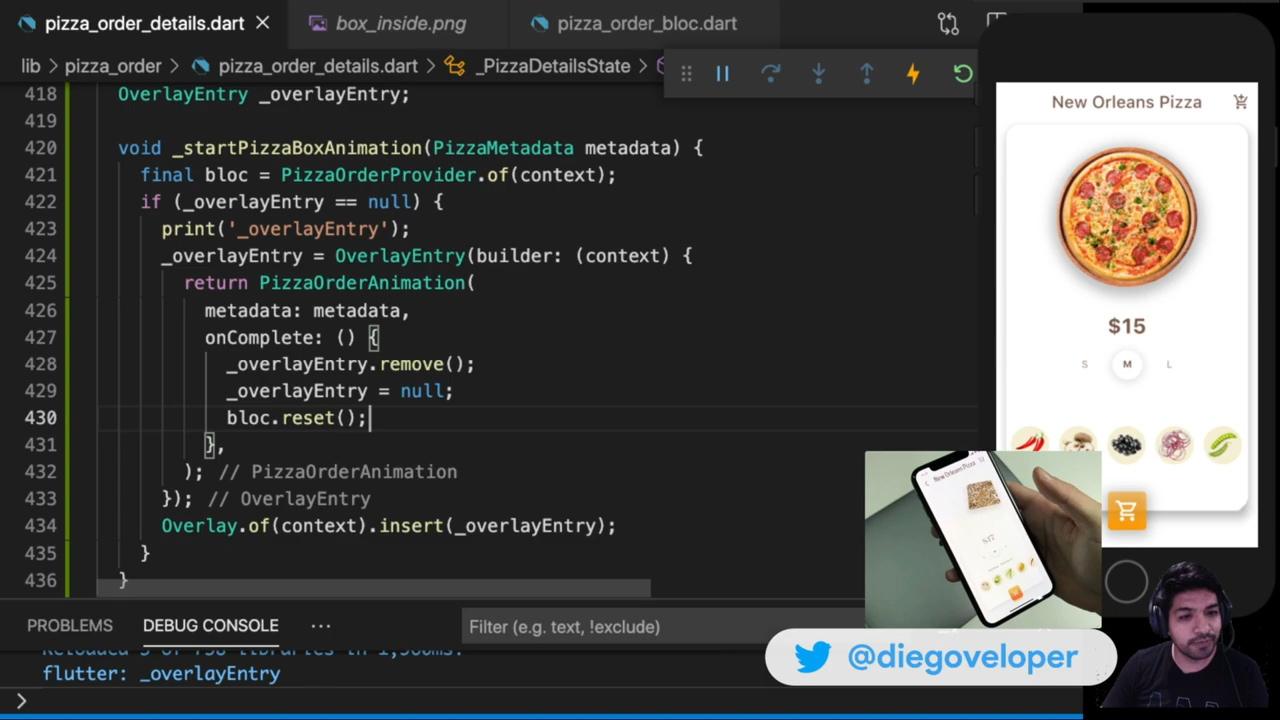 pizza_order_details.dart
box_inside.png
pizza_order_bloc.dart
lib > pizza_order > pizza_order_details.dart > _PizzaDetailsState >
418 OverlayEntry _overlayEntry;
419
420 void _startPizzaBoxAnimation(PizzaMetadata metadata) {
421 final bloc = PizzaOrderProvider.of(context);
422 if (_overlayEntry == null) {
423 print('_overlayEntry');
424 _overlayEntry = OverlayEntry(builder: (context) {
425 return PizzaOrderAnimation(
426 metadata: metadata,
427 onComplete: () {
428 _overlayEntry.remove();
429 _overlayEntry = null;
430 bloc.reset();
431 },
432 ); // PizzaOrderAnimation
433 }); // OverlayEntry
434 Overlay.of(context).insert(_overlayEntry);
435 }
436 }
PROBLEMS
DEBUG CONSOLE
...
Filter (e.g. text, !exclude)
flutter: _overlayEntry
>
New Orleans Pizza
$15
S
M
L
New Orleans Pizza
$17
@diegoveloper